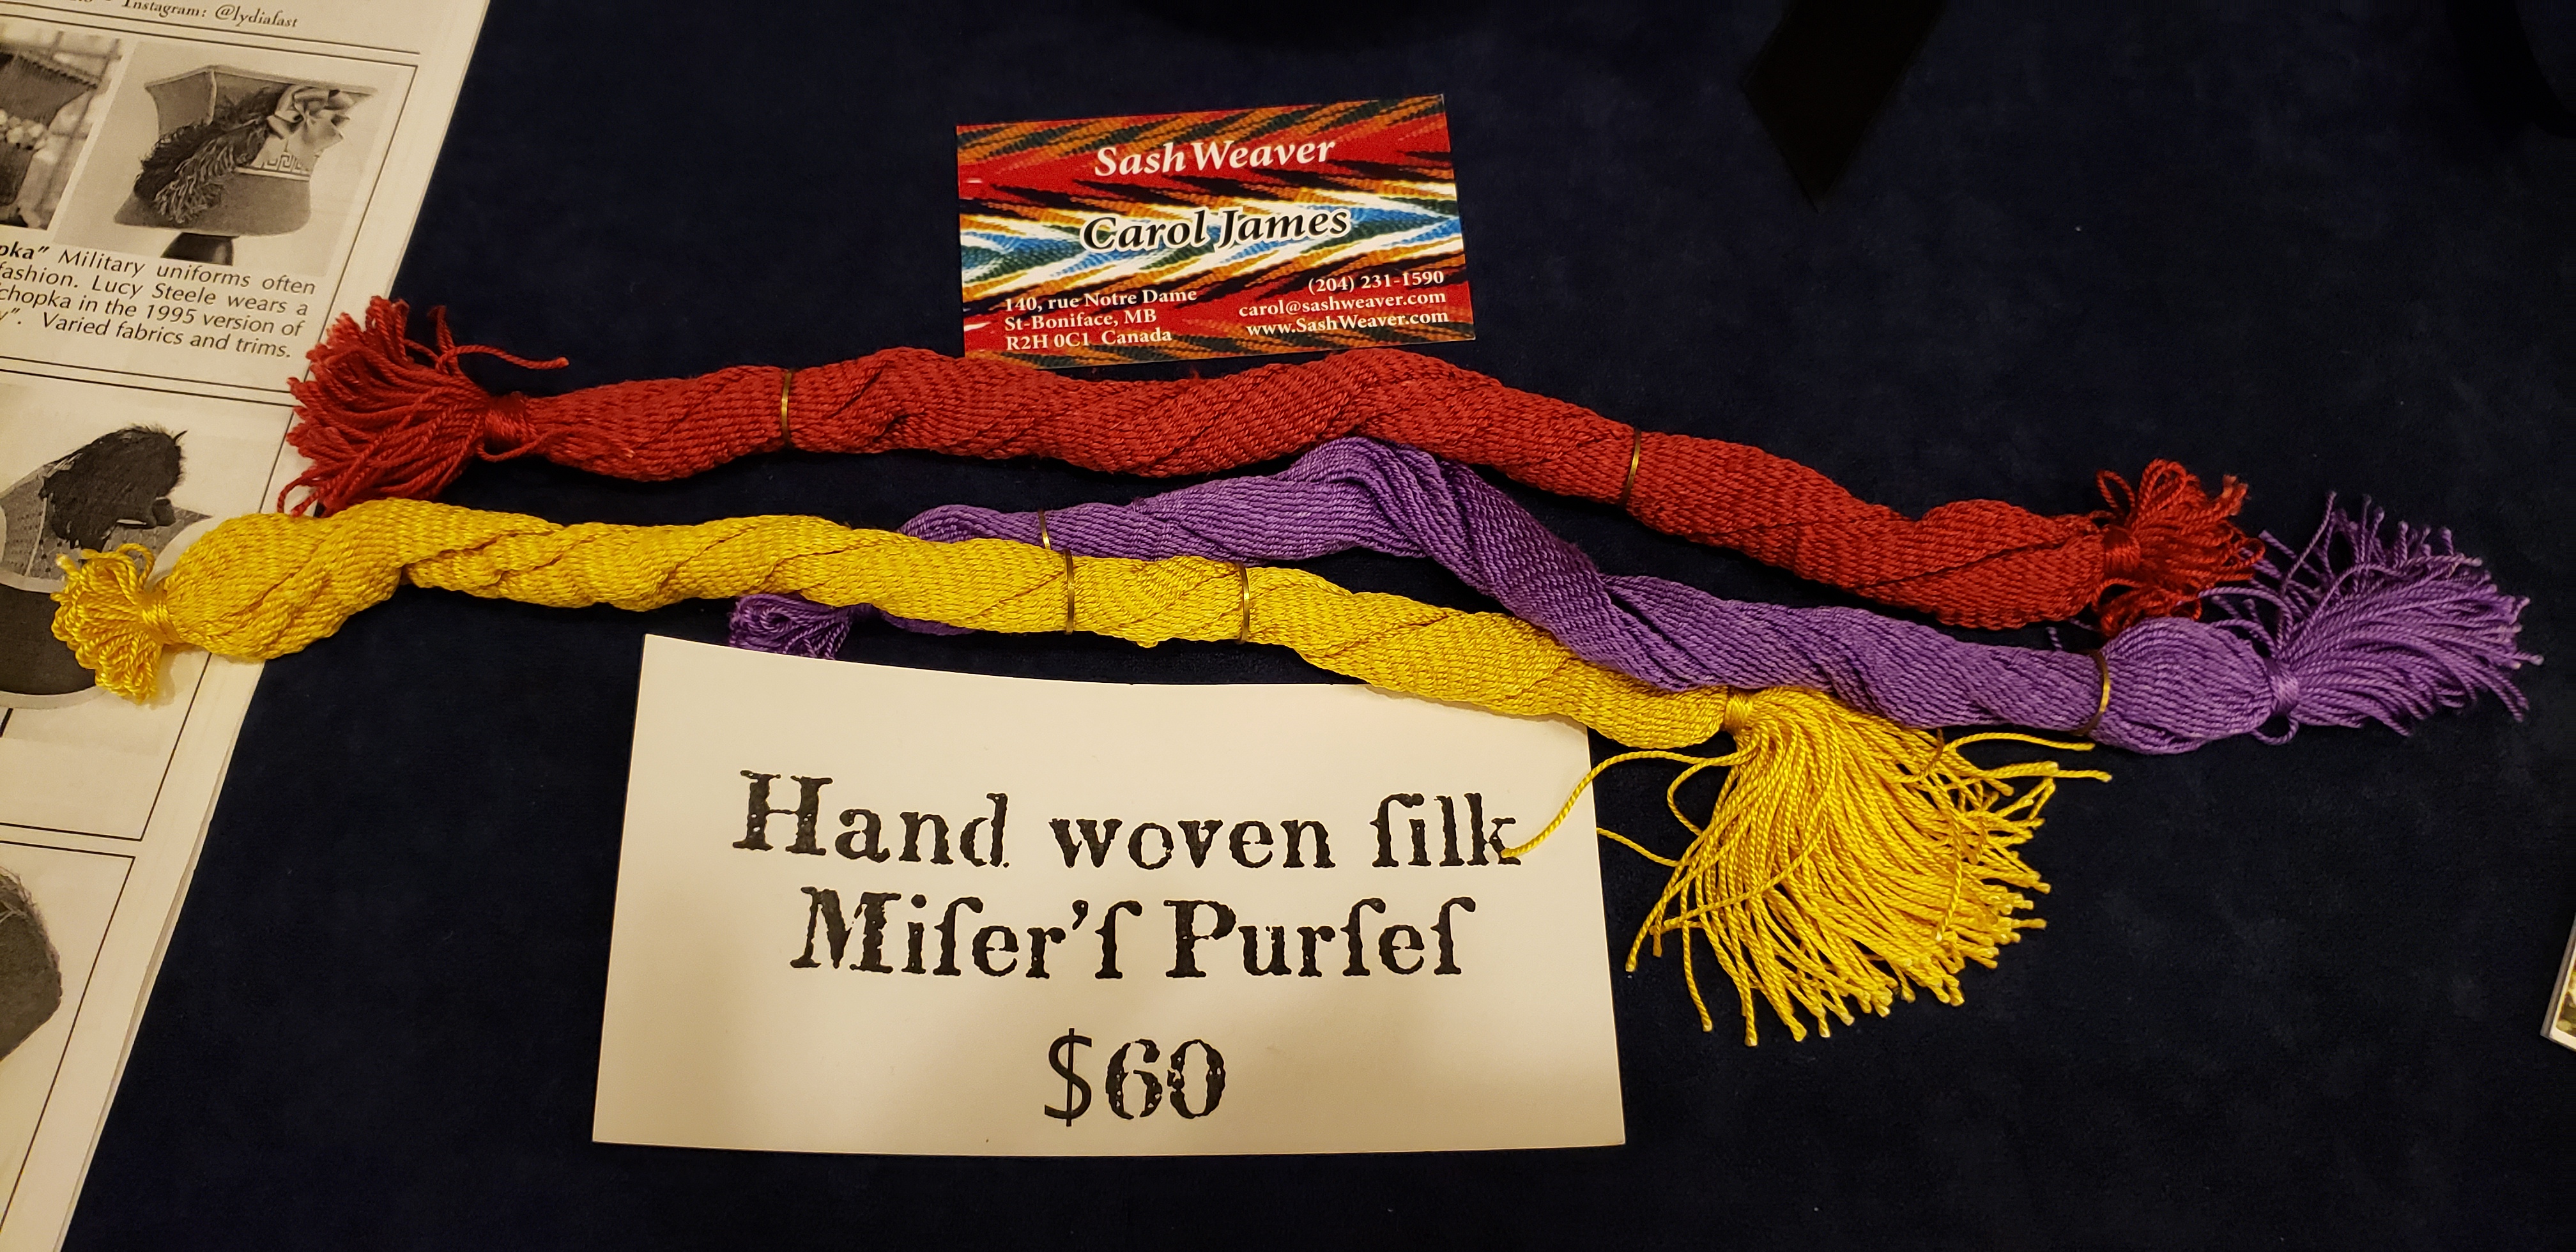 Instagram: @lydiafast
Military uniforms often
fashion. Lucy Steele wears a
chopka in the 1995 version of
Varied fabrics and trims.
SashWeaver
Carol James
140, rue Notre Dame
St-Boniface, MB
R2H 0C1 Canada
(204) 231-1590
carol@sashweaver.com
www.SashWeaver.com
Hand woven ſilk
Miſer'ſ Purſeſ
$60